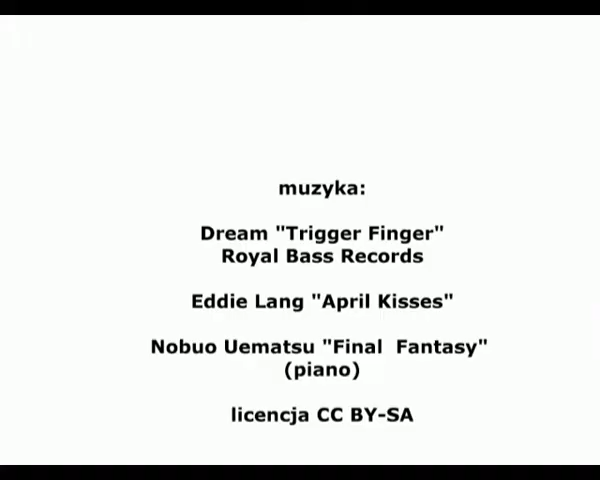 muzyka:
Dream "Trigger Finger"
Royal Bass Records
Eddie Lang "April Kisses"
Nobuo Uematsu "Final  Fantasy"
(piano)
licencja CC BY-SA